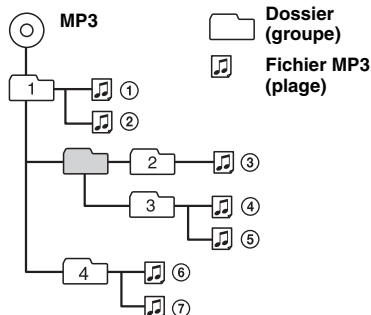 MP3
Dossier
(groupe)
Fichier MP3
(plage)
1
①
②
2
③
3
④
⑤
4
⑥
⑦